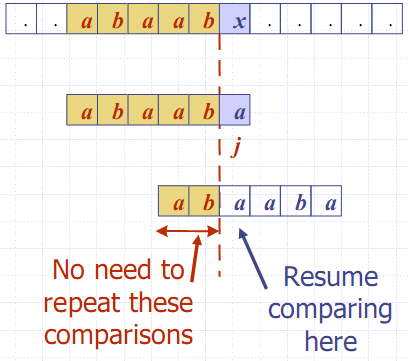 . . a b a a b x . . . . .
a b a a b a
j
a b a a b a
No need to
repeat these
comparisons
Resume
comparing
here